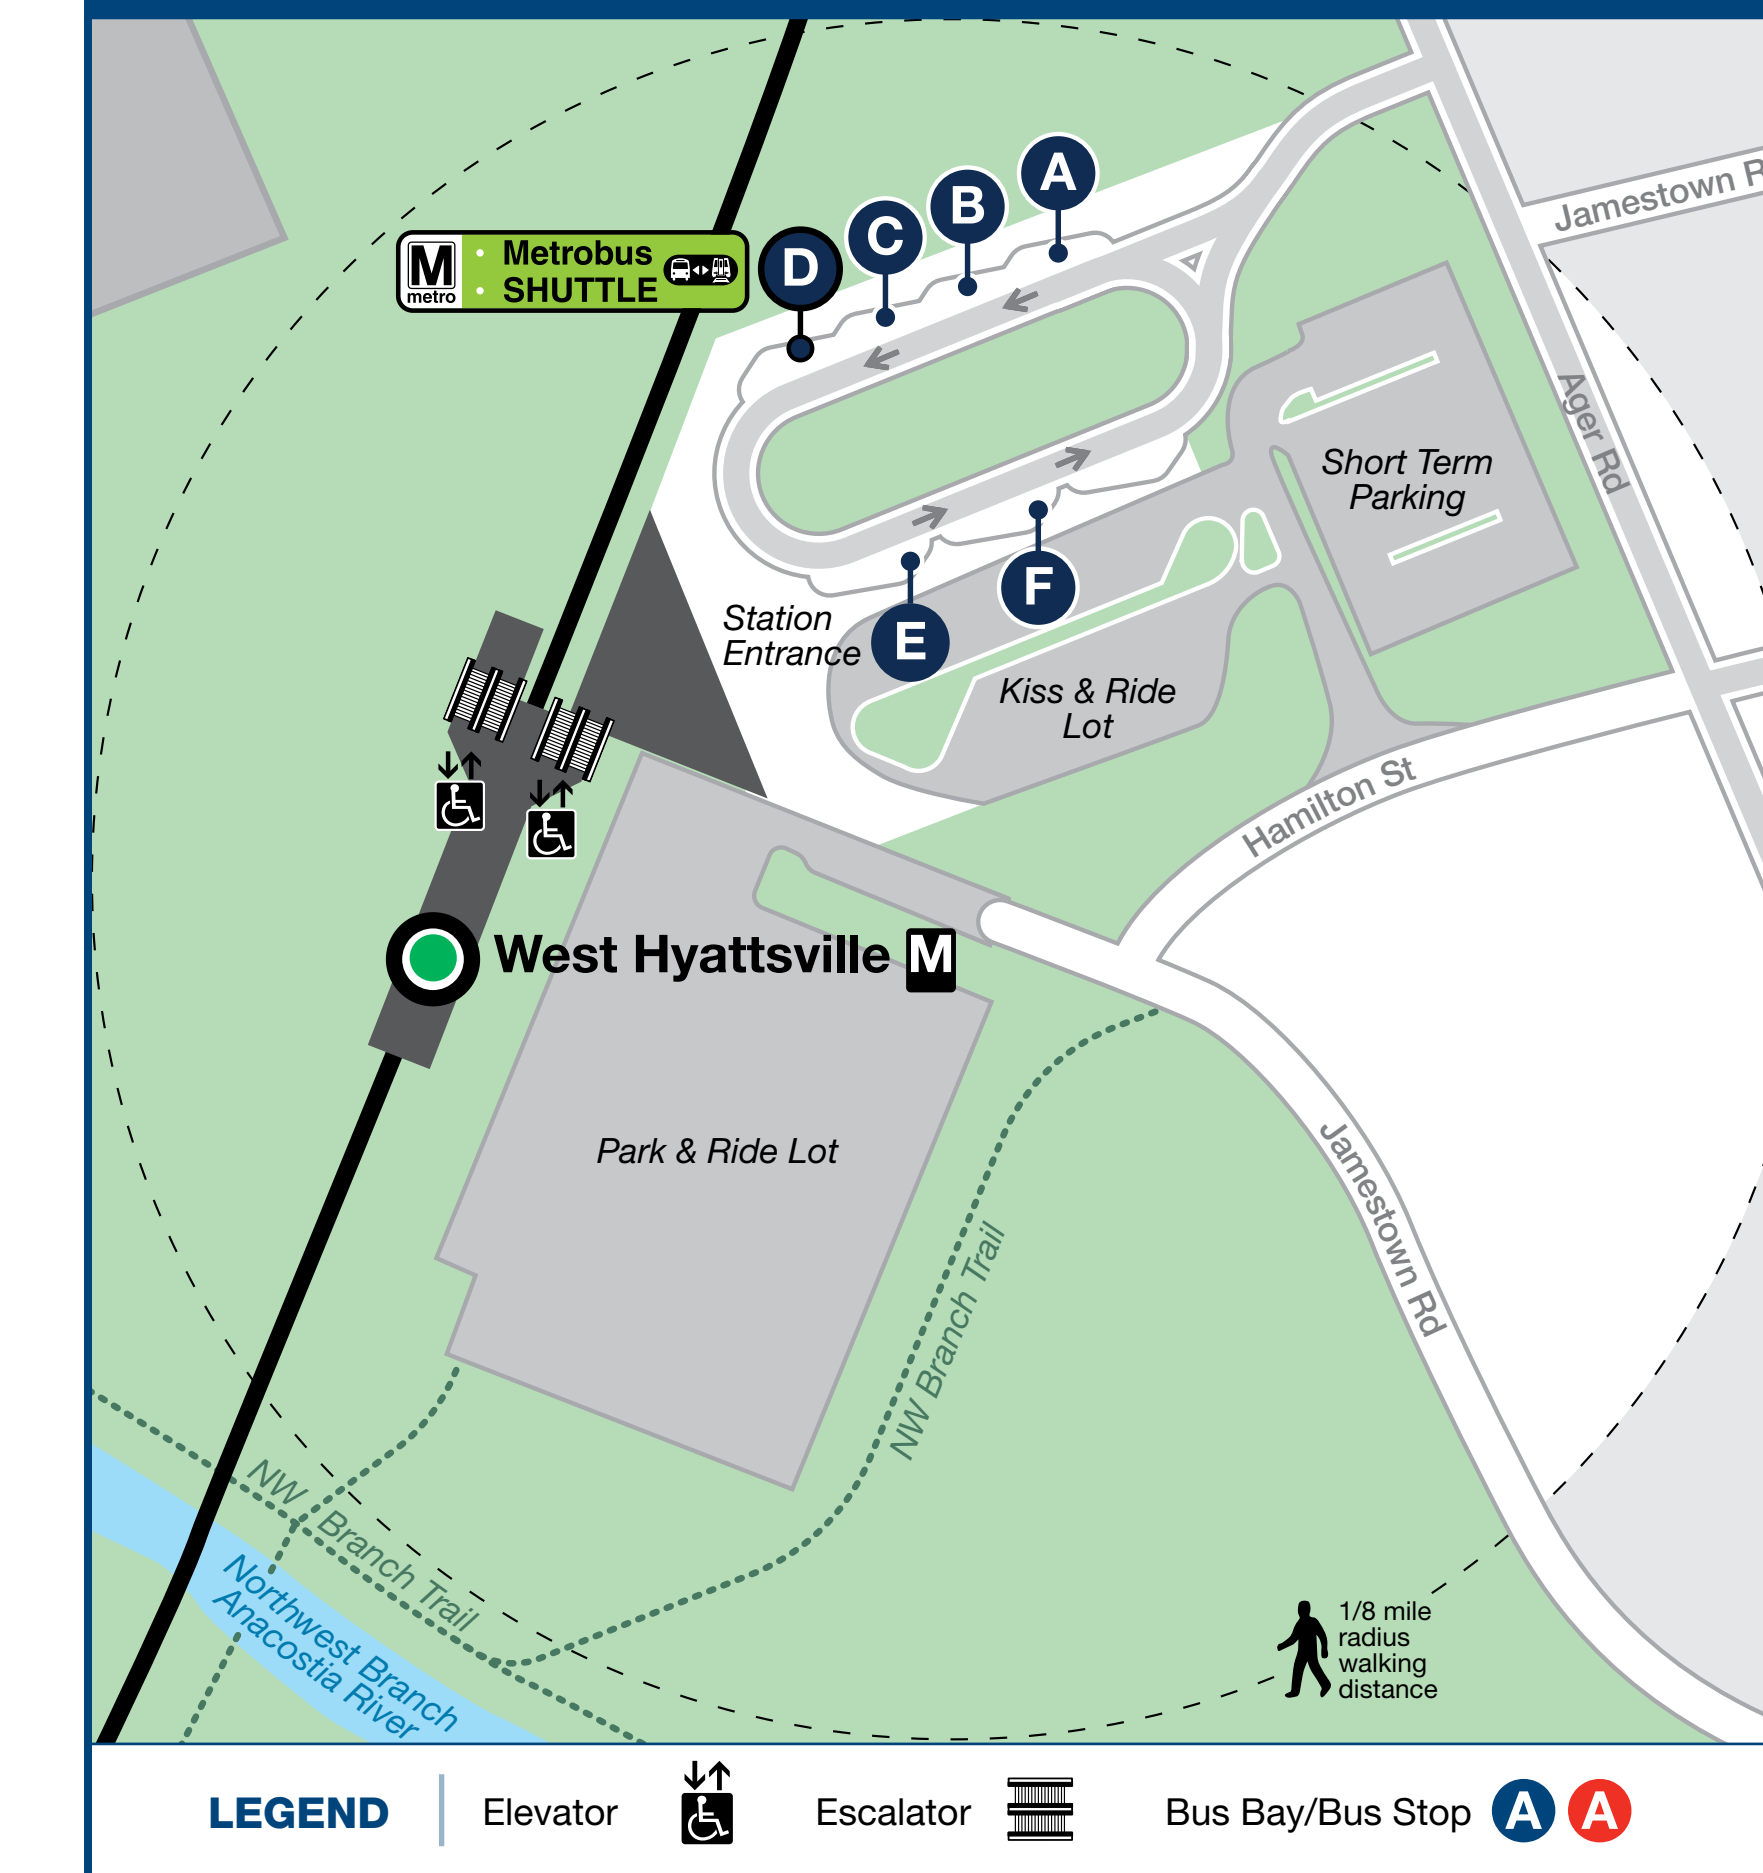 A
B
C
D
M
metro
· Metrobus
· SHUTTLE
Jamestown R
Ager Rd
Short Term
Parking
F
E
Station
Entrance
Kiss & Ride
Lot
Hamilton St
West Hyattsville M
Park & Ride Lot
Jamestown Rd
NW Branch Trail
NW Branch Trail
Northwest Branch
Anacostia River
1/8 mile
radius
walking
distance
LEGEND
Elevator
Escalator
Bus Bay/Bus Stop A A